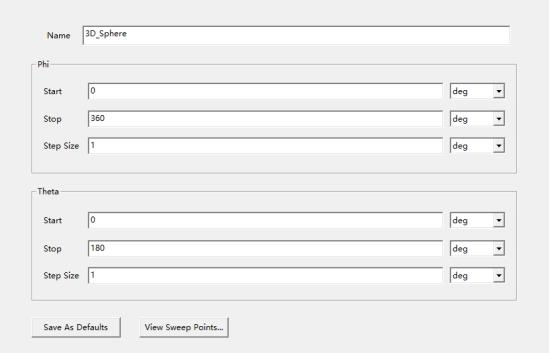 Name 3D_Sphere
Phi
Start 0 deg
Stop 360 deg
Step Size 1 deg
Theta
Start 0 deg
Stop 180 deg
Step Size 1 deg
Save As Defaults View Sweep Points...